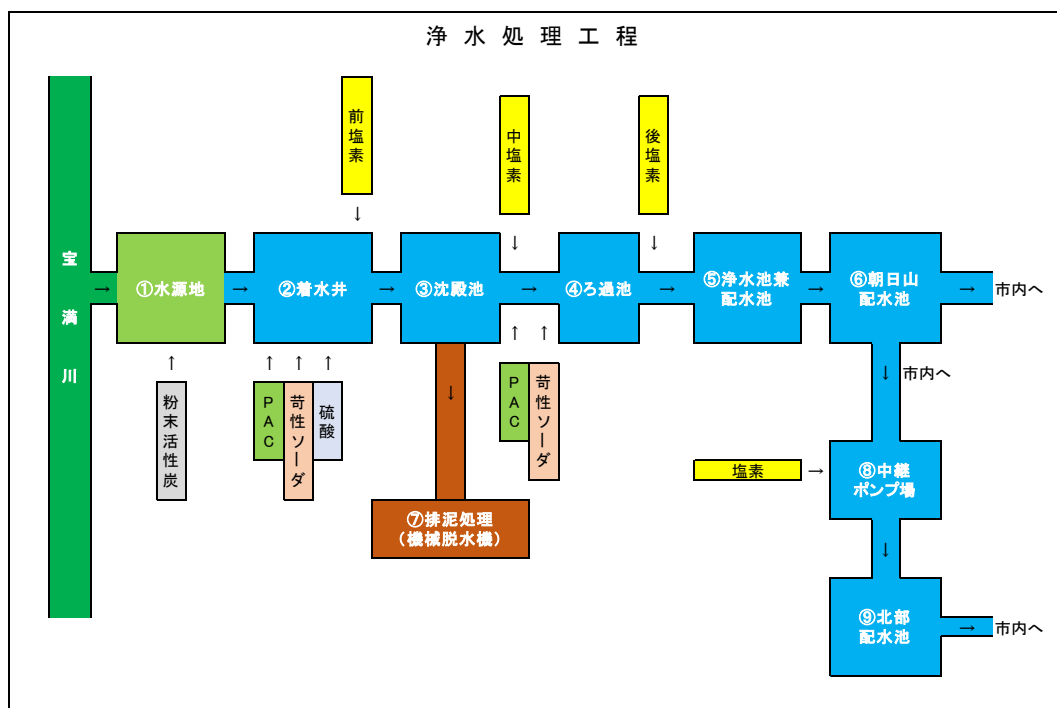 浄水処理工程
前塩素
中塩素
後塩素
宝満川
→
①水源地
→
②着水井
→
③沈殿池
→
④ろ過池
→
⑤浄水池兼
配水池
→
⑥朝日山
配水池
→
市内へ
↓
↓
↓
↑
粉末活性炭
↑
PAC
↑
苛性ソーダ
↑
硫酸
↓
↑
PAC
↑
苛性ソーダ
↓
市内へ
塩素
→
⑧中継
ポンプ場
⑦排泥処理
(機械脱水機)
↓
⑨北部
配水池
→
市内へ